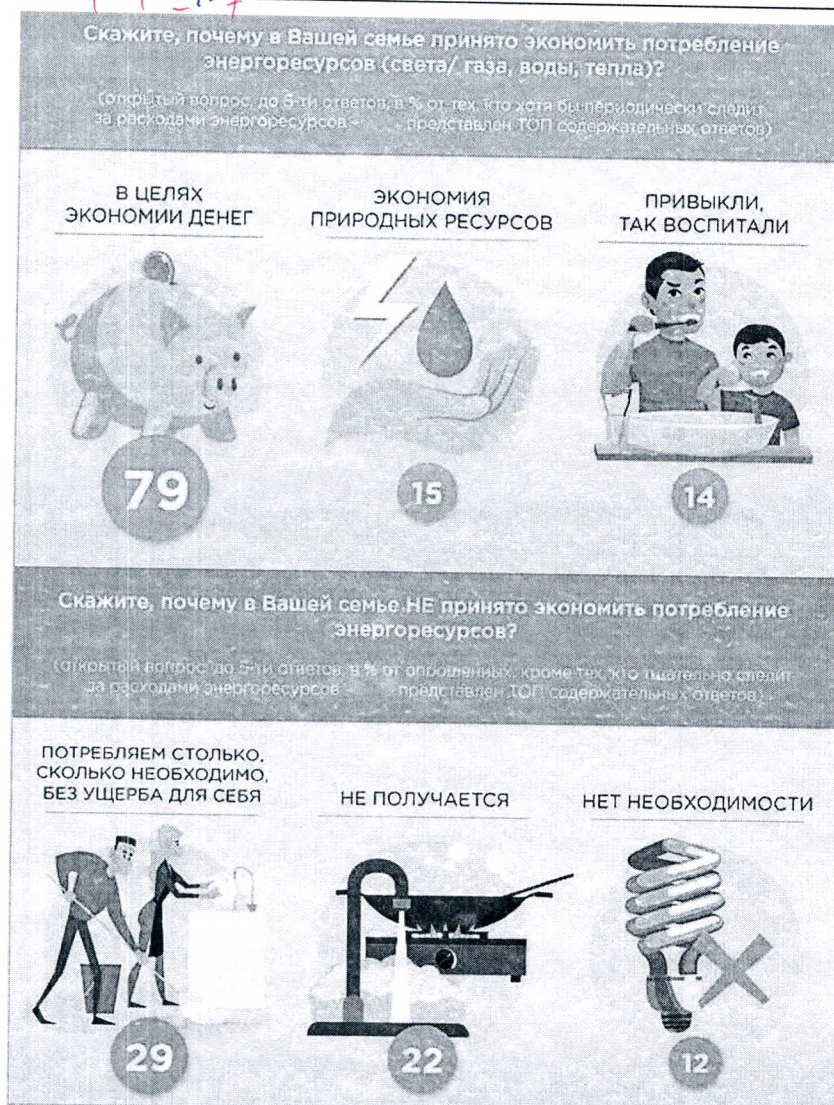 Скажите, почему в Вашей семье принято экономить потребление
энергоресурсов (света/ газа, воды, тепла)?
(открытый вопрос, до 5-ти ответов, в % от тех, кто хотя бы периодически следит
за расходами энергоресурсов - представлен ТОП содержательных ответов)
В ЦЕЛЯХ
ЭКОНОМИИ ДЕНЕГ
ЭКОНОМИЯ
ПРИРОДНЫХ РЕСУРСОВ
ПРИВЫКЛИ,
ТАК ВОСПИТАЛИ
79
15
14
Скажите, почему в Вашей семье НЕ принято экономить потребление
энергоресурсов?
(открытый вопрос до 5-ти ответов, в % от опрошенных, кроме тех, кто тщательно следит
за расходами энергоресурсов представлен ТОП содержательных ответов)
ПОТРЕБЛЯЕМ СТОЛЬКО,
СКОЛЬКО НЕОБХОДИМО,
БЕЗ УЩЕРБА ДЛЯ СЕБЯ
НЕ ПОЛУЧАЕТСЯ
НЕТ НЕОБХОДИМОСТИ
29
22
12